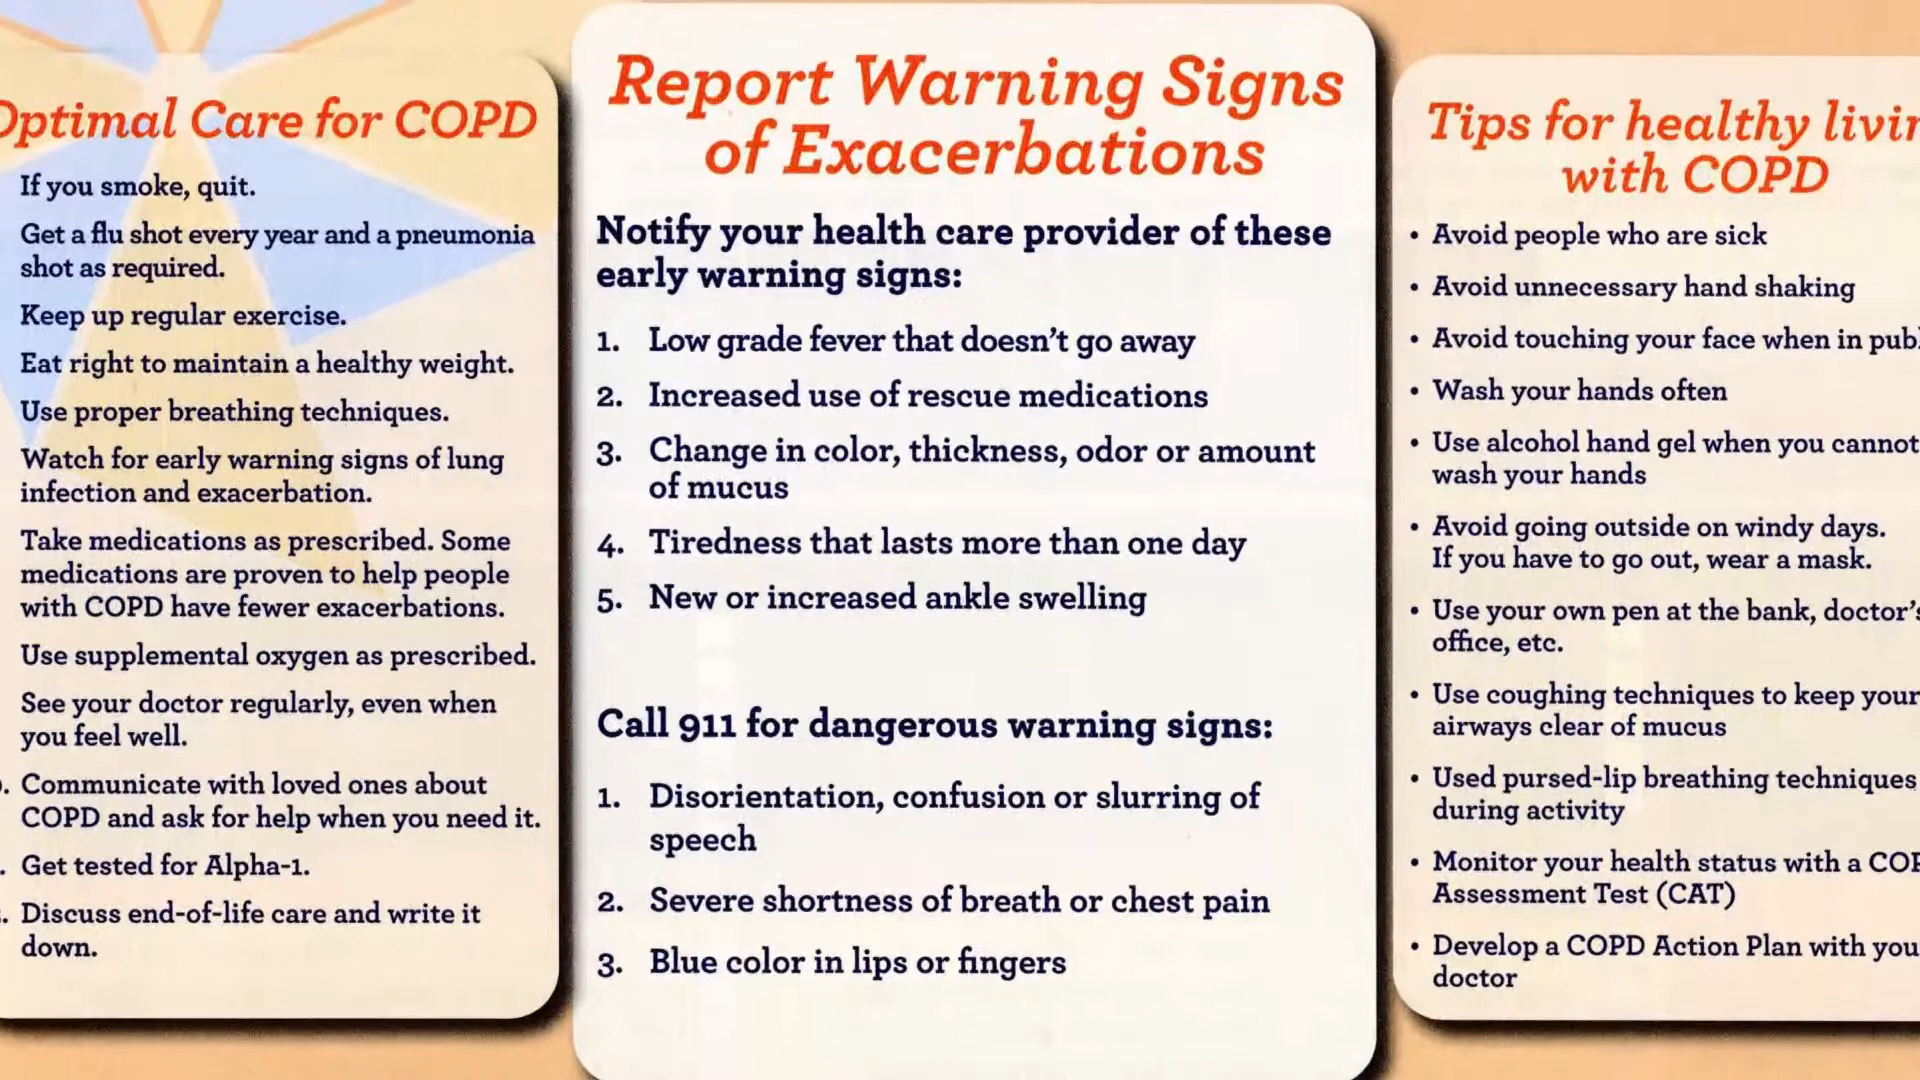 Optimal Care for COPD
If you smoke, quit.
Get a flu shot every year and a pneumonia
shot as required.
Keep up regular exercise.
Eat right to maintain a healthy weight.
Use proper breathing techniques.
Watch for early warning signs of lung
infection and exacerbation.
Take medications as prescribed. Some
medications are proven to help people
with COPD have fewer exacerbations.
Use supplemental oxygen as prescribed.
See your doctor regularly, even when
you feel well.
Communicate with loved ones about
COPD and ask for help when you need it.
Get tested for Alpha-1.
Discuss end-of-life care and write it
down.
Report Warning Signs
of Exacerbations
Notify your health care provider of these
early warning signs:
1. Low grade fever that doesn't go away
2. Increased use of rescue medications
3. Change in color, thickness, odor or amount
of mucus
4. Tiredness that lasts more than one day
5. New or increased ankle swelling
Call 911 for dangerous warning signs:
1. Disorientation, confusion or slurring of
speech
2. Severe shortness of breath or chest pain
3. Blue color in lips or fingers
Tips for healthy
with COPD
• Avoid people who are sick
• Avoid unnecessary hand shaking
• Avoid touching your face when in
• Wash your hands often
• Use alcohol hand gel when you cannot
wash your hands
• Avoid going outside on windy days.
If you have to go out, wear a mask.
• Use your own pen at the bank, doctor's
office, etc.
• Use coughing techniques to keep your
airways clear of mucus
• Used pursed-lip breathing techniques
during activity
• Monitor your health status with a
Assessment Test (CAT)
• Develop a COPD Action Plan with
doctor